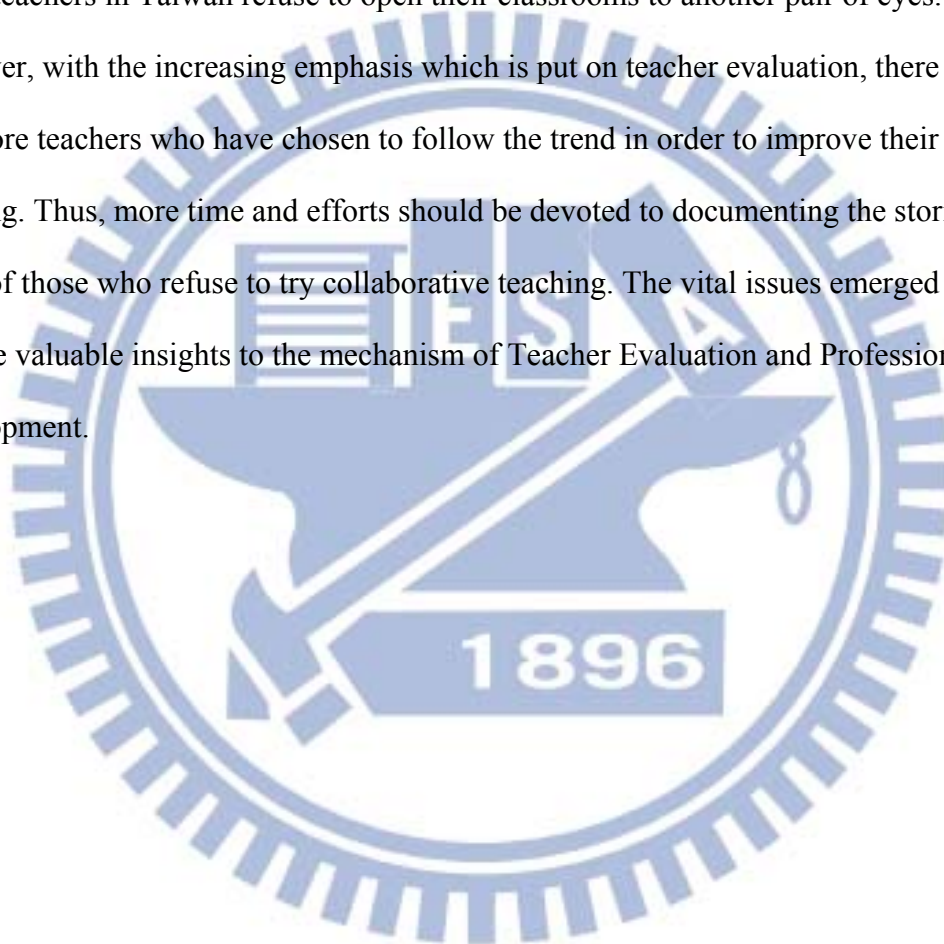 teachers in Taiwan refuse to open their classrooms to another pair of eyes.
ver, with the increasing emphasis which is put on teacher evaluation, there
ore teachers who have chosen to follow the trend in order to improve their
g. Thus, more time and efforts should be devoted to documenting the stor
of those who refuse to try collaborative teaching. The vital issues emerged
e valuable insights to the mechanism of Teacher Evaluation and Profession
opment.
E S A
1896